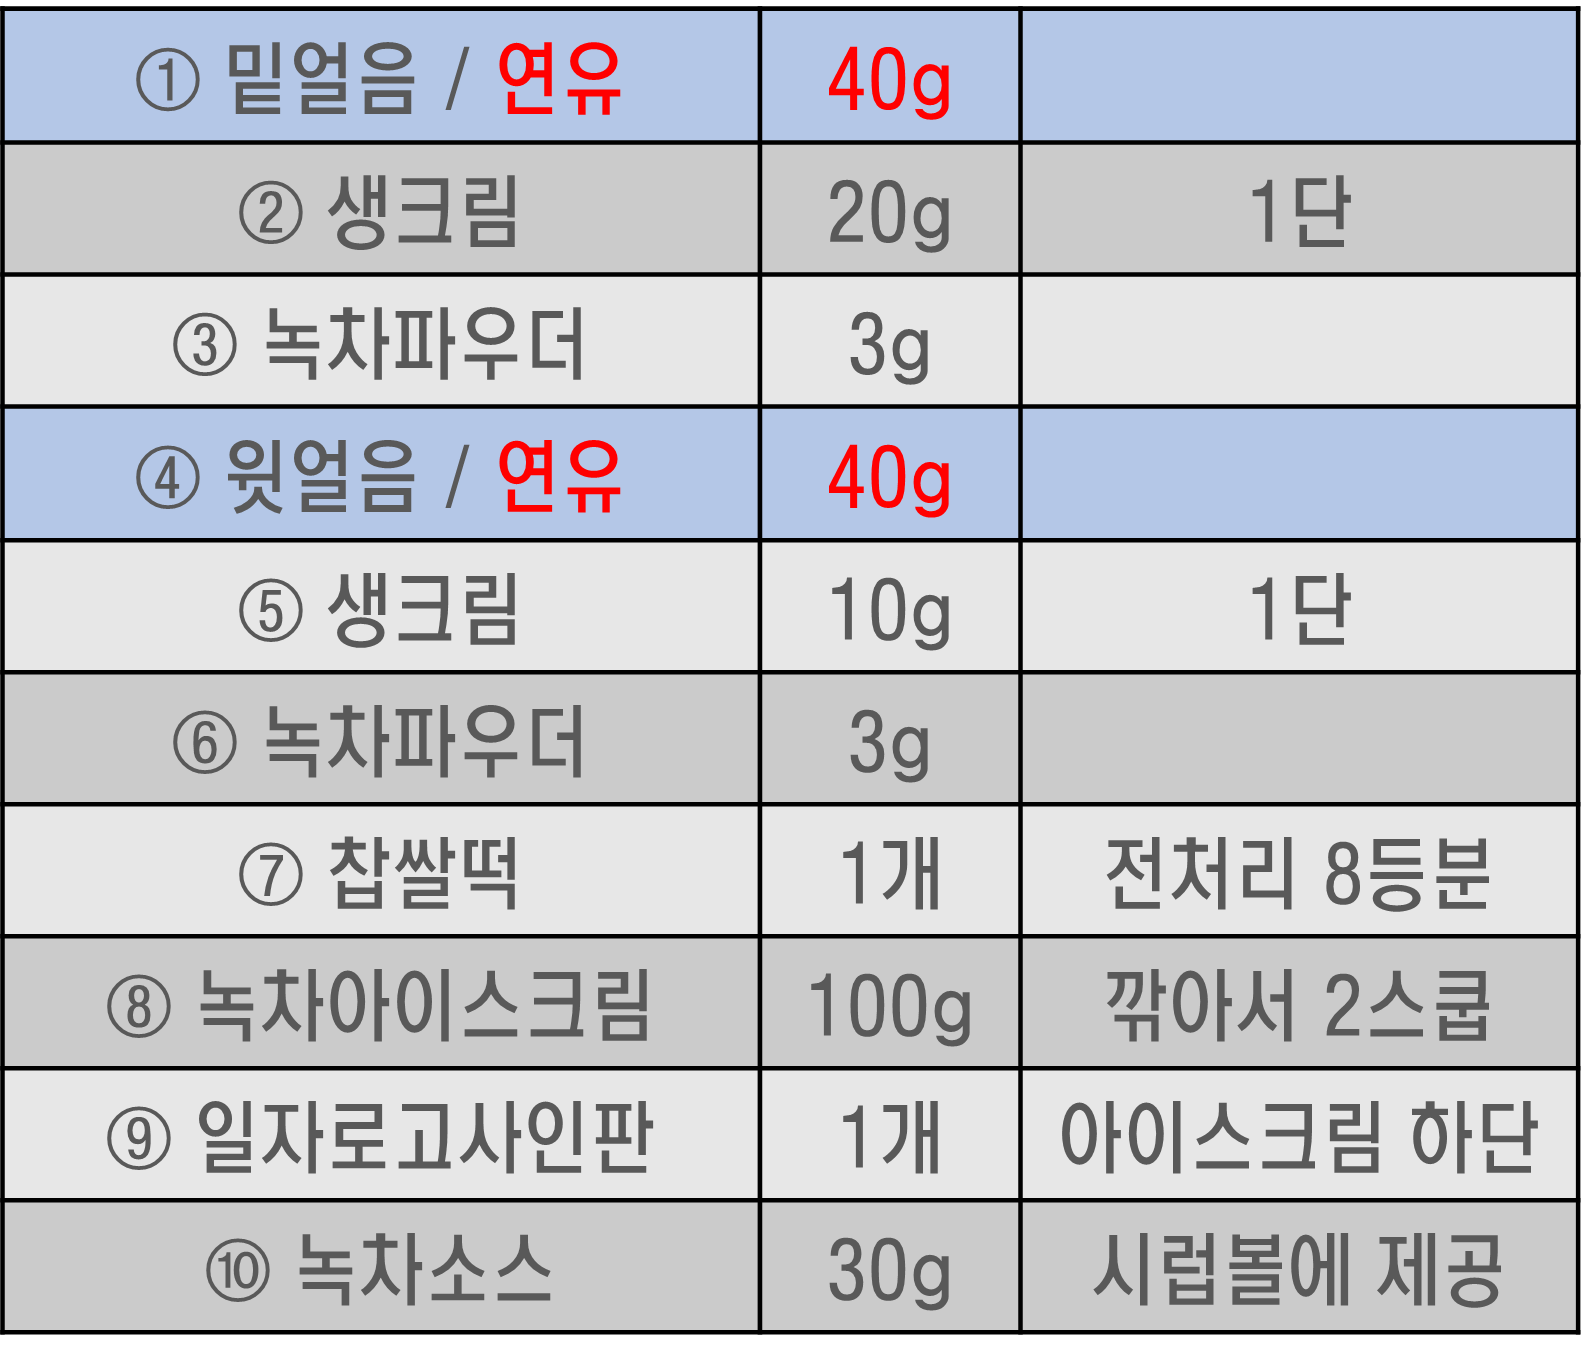 ① 밑얼음 / 연유 40g
② 생크림 20g 1단
③ 녹차파우더 3g
④ 윗얼음 / 연유 40g
⑤ 생크림 10g 1단
⑥ 녹차파우더 3g
⑦ 찹쌀떡 1개 전처리 8등분
⑧ 녹차아이스크림 100g 깎아서 2스쿱
⑨ 일자로고사인판 1개 아이스크림 하단
⑩ 녹차소스 30g 시럽볼에 제공